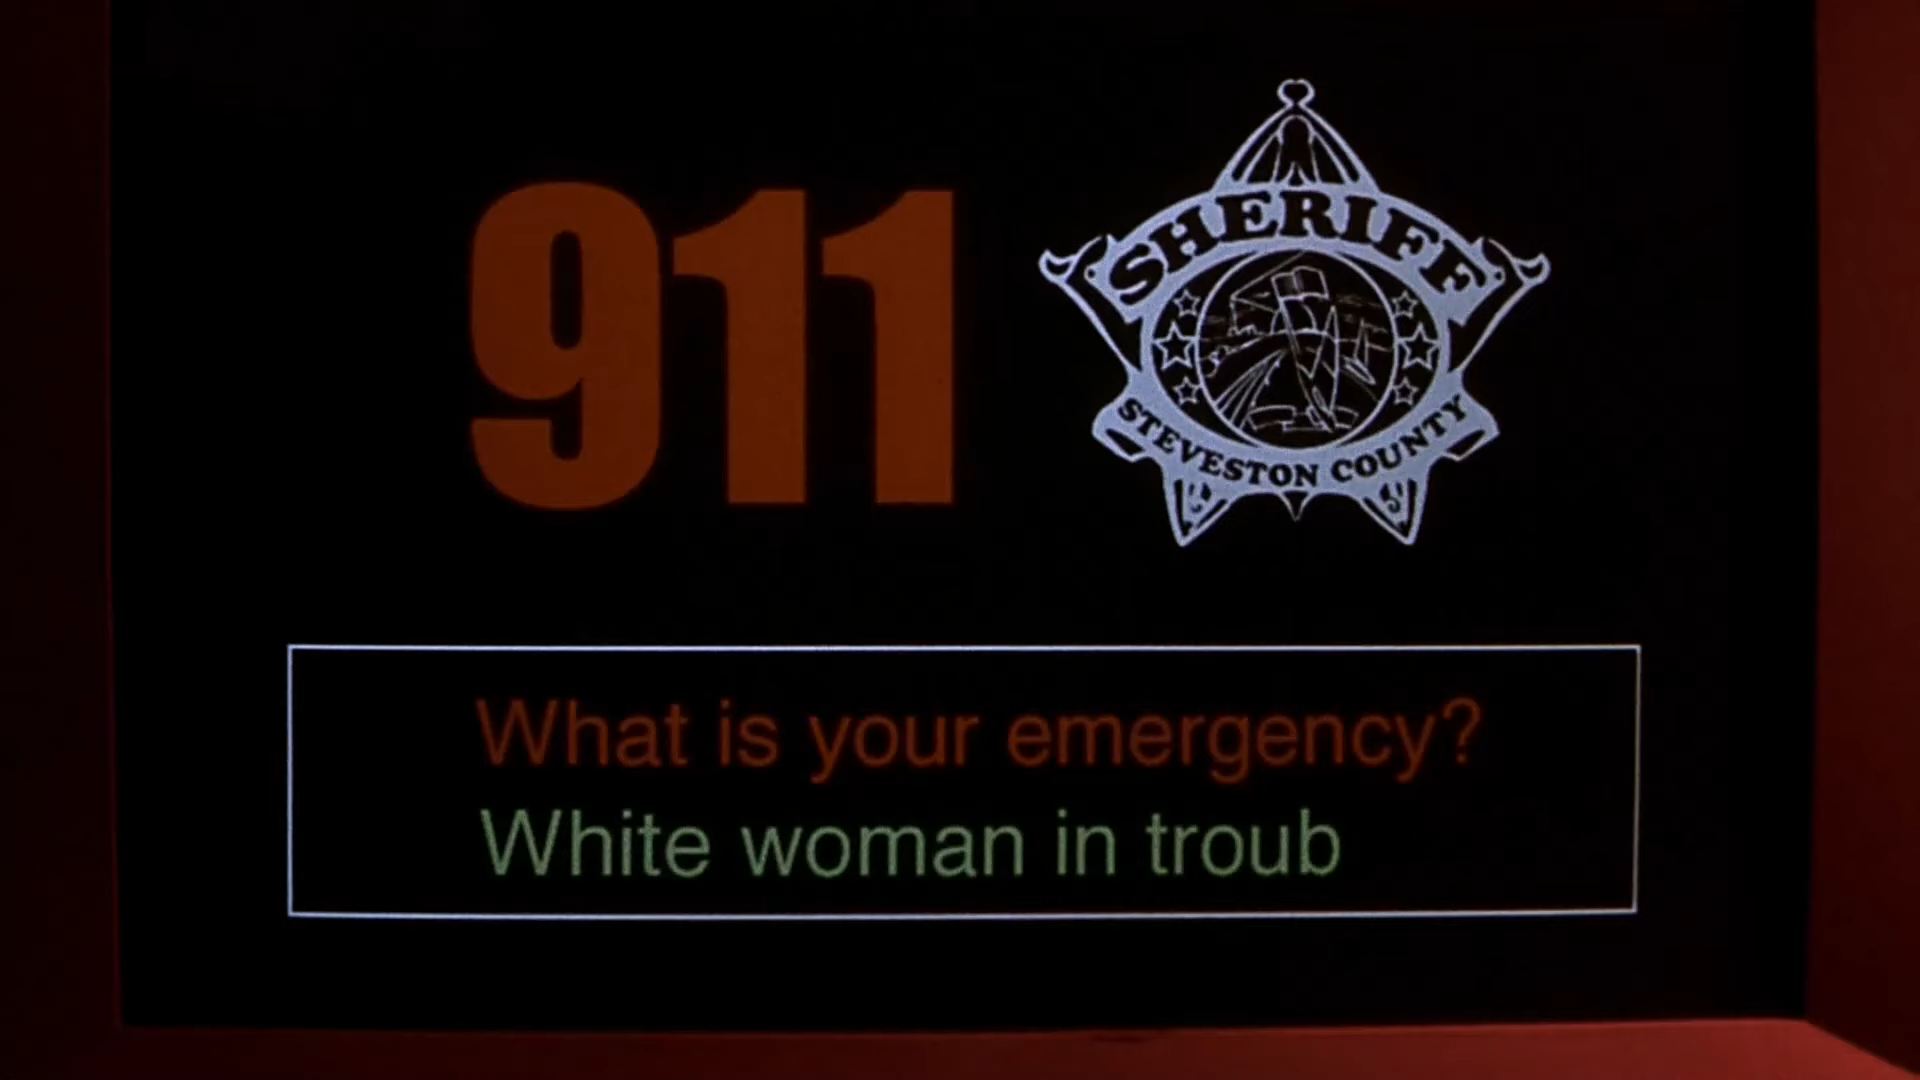 911
SHERIFF
STEVESTON COUNTY
What is your emergency?
White woman in troub